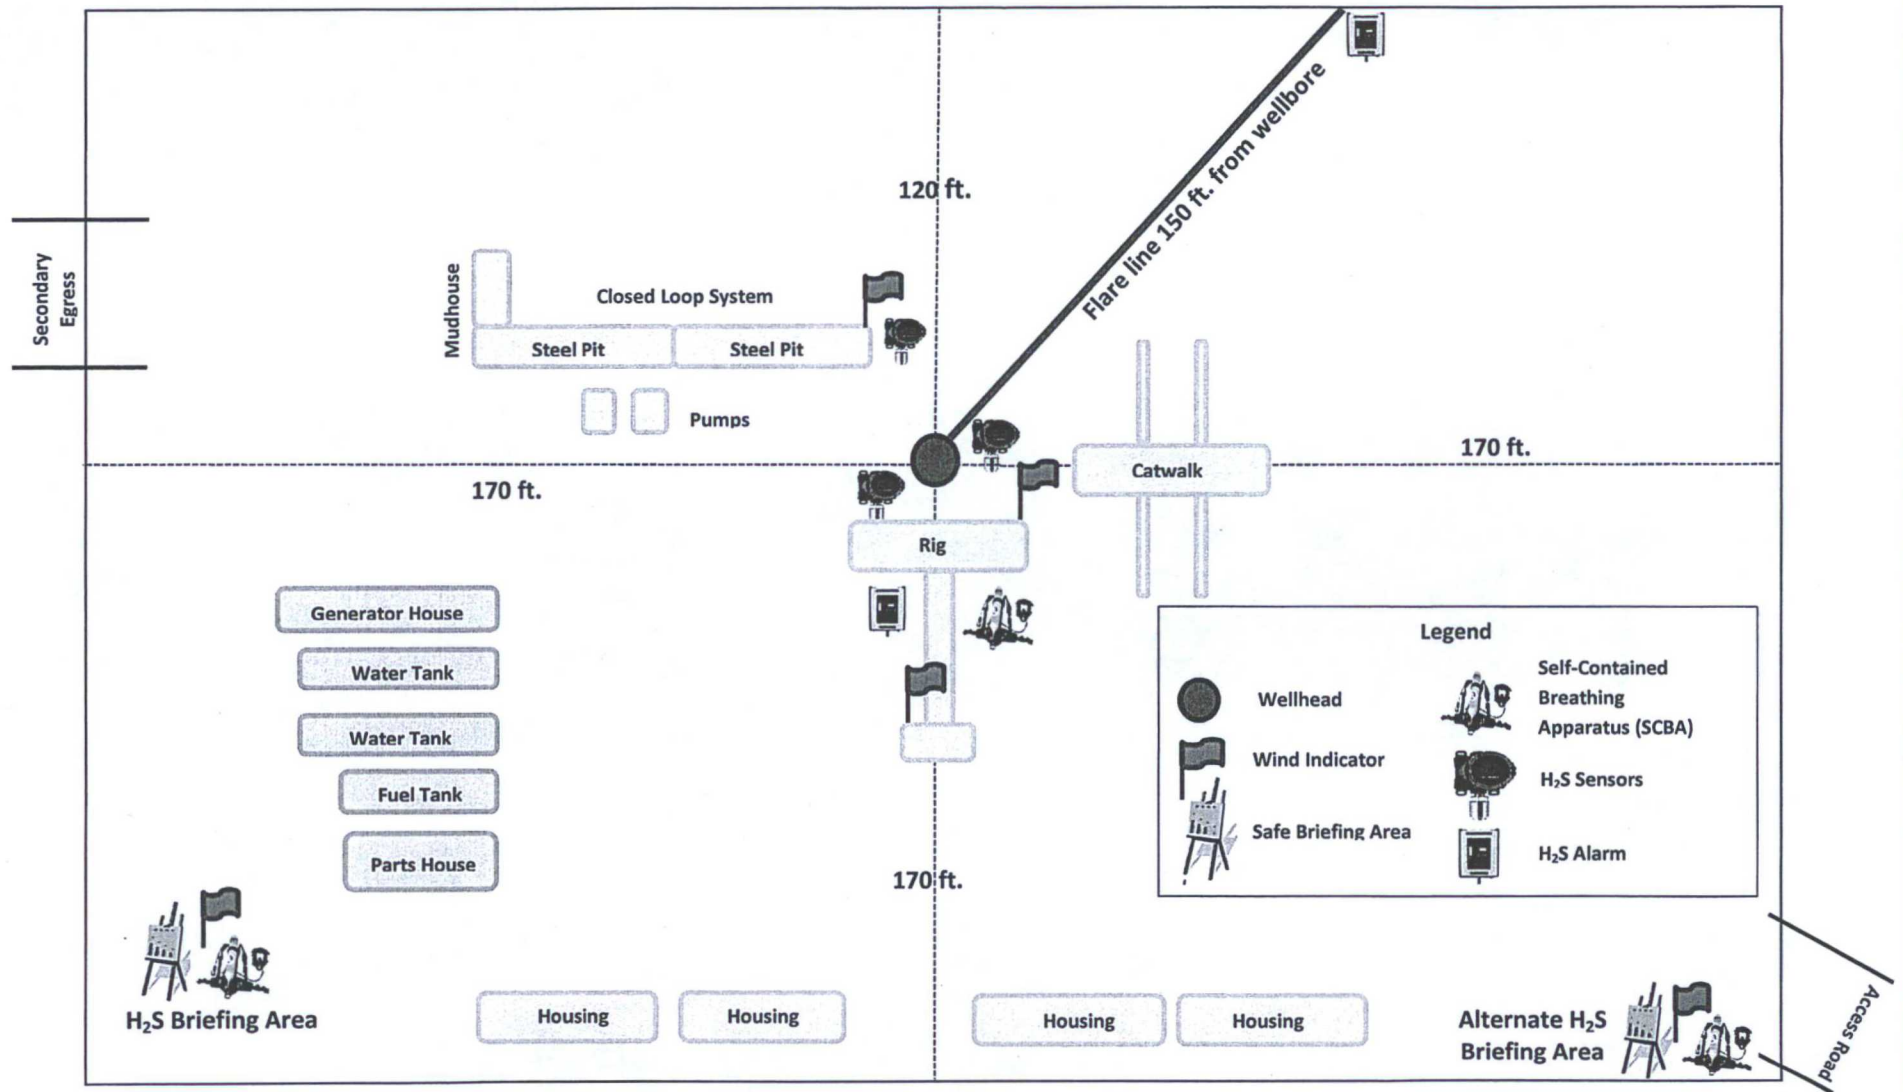 120 ft.
Flare line 150 ft. from wellbore
Secondary
Egress
Mudhouse
Closed Loop System
Steel Pit
Steel Pit
Pumps
170 ft.
170 ft.
Catwalk
Rig
Generator House
Water Tank
Water Tank
Fuel Tank
Parts House
170 ft.
Legend
Wellhead
Wind Indicator
Safe Briefing Area
Self-Contained
Breathing
Apparatus (SCBA)
H₂S Sensors
H₂S Alarm
H₂S Briefing Area
Housing
Housing
Housing
Housing
Alternate H₂S
Briefing Area
Access Road